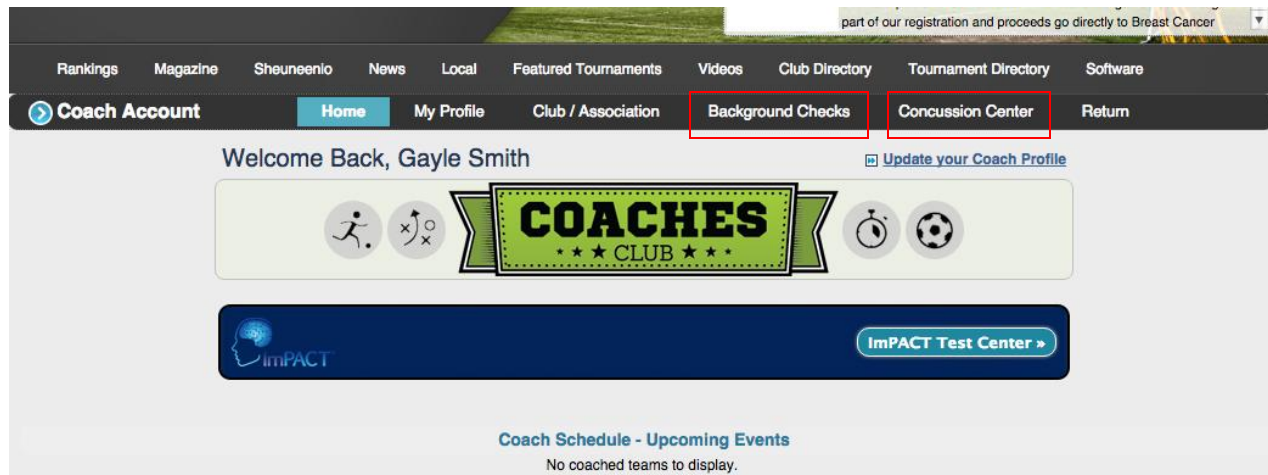 part of our registration and proceeds go directly to Breast Cancer
Rankings Magazine Sheuneenio News Local Featured Tournaments Videos Club Directory Tournament Directory Software
Coach Account Home My Profile Club / Association Background Checks Concussion Center Return
Welcome Back, Gayle Smith Update your Coach Profile
COACHES
CLUB
ImPACT ImPACT Test Center »
Coach Schedule - Upcoming Events
No coached teams to display.